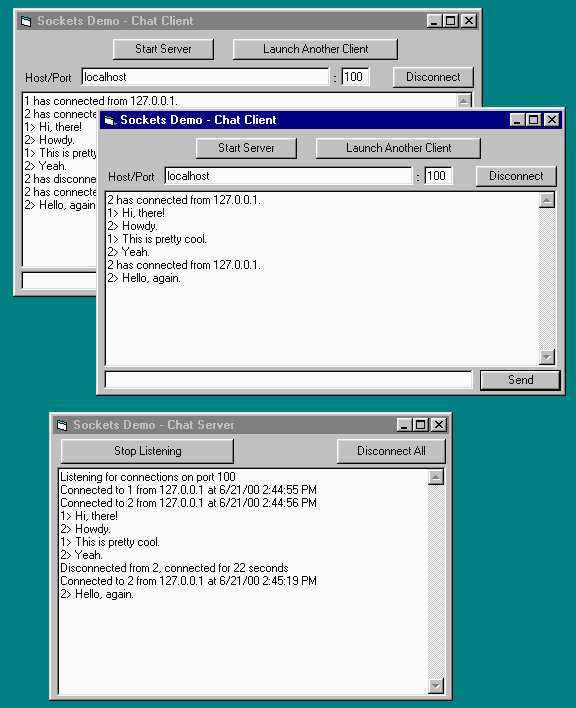 Sockets Demo - Chat Client
Start Server Launch Another Client
Host/Port localhost : 100 Disconnect
1 has connected from 127.0.0.1.
2 has connecte
1> Hi, there!
2> Howdy.
1> This is pretty
2> Yeah.
2 has disconne
2 has connecte
2> Hello, again
Sockets Demo - Chat Client
Start Server Launch Another Client
Host/Port localhost : 100 Disconnect
2 has connected from 127.0.0.1.
1> Hi, there!
2> Howdy.
1> This is pretty cool.
2> Yeah.
2 has connected from 127.0.0.1.
2> Hello, again.
Send
Sockets Demo - Chat Server
Stop Listening Disconnect All
Listening for connections on port 100
Connected to 1 from 127.0.0.1 at 6/21/00 2:44:55 PM
Connected to 2 from 127.0.0.1 at 6/21/00 2:44:56 PM
1> Hi, there!
2> Howdy.
1> This is pretty cool.
2> Yeah.
Disconnected from 2, connected for 22 seconds
Connected to 2 from 127.0.0.1 at 6/21/00 2:45:19 PM
2> Hello, again.